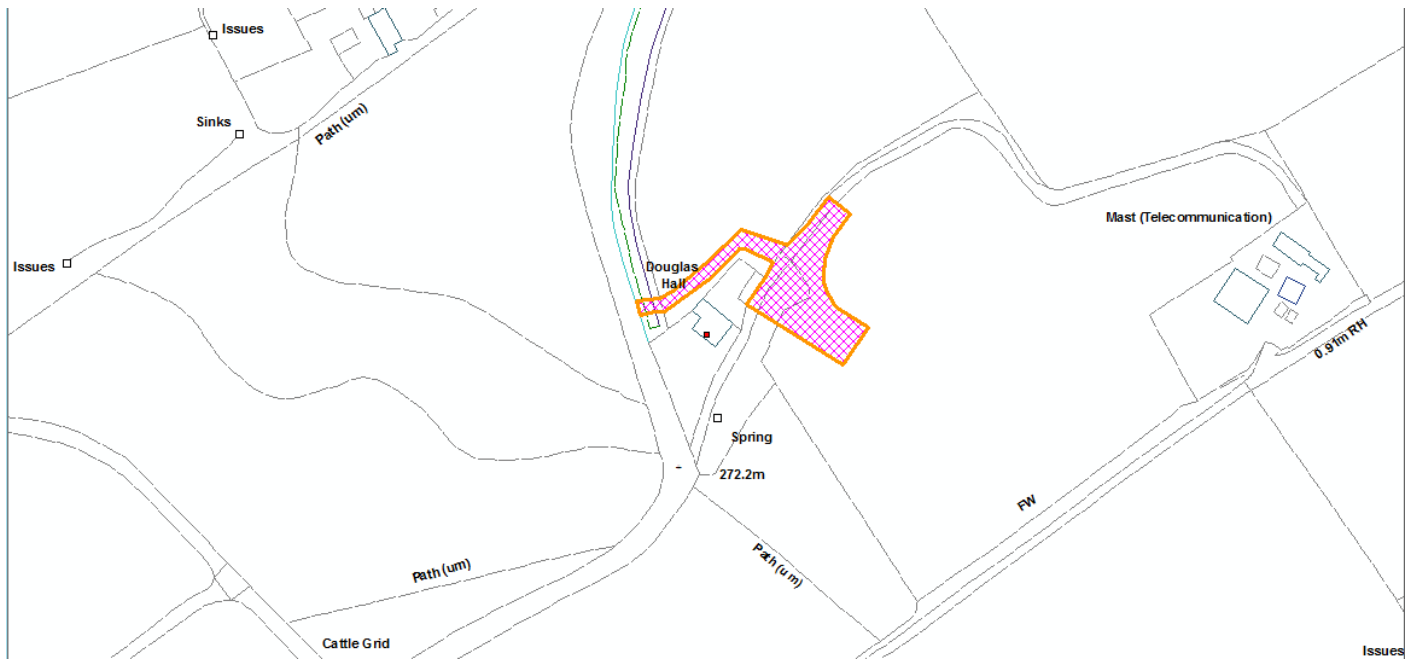 Issues
Sinks
Path (um)
Issues
Douglas
Hall
Mast (Telecommunication)
0.91m RH
Spring
272.2m
FW
Path (um)
Path (um)
Cattle Grid
Issues